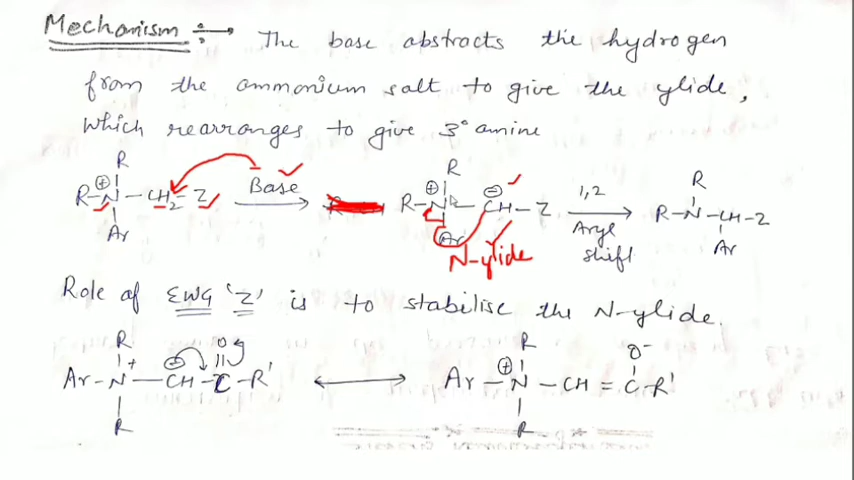 Mechanism ÷→ The base abstracts the hydrogen
from the ammonium salt to give the ylide,
which rearranges to give 3° amine
R R R
R-N⊕-CH2-Z Base → R-N⊕-CH⊖-Z 1,2 Aryl shift → R-N-CH-Z
Ar Ar Ar
N-ylide
Role of EWG 'Z' is to stabilise the N-ylide.
R O R O-
Ar-N+-CH⊖-C-R' ↔ Ar-N⊕-CH=C-R'
R R